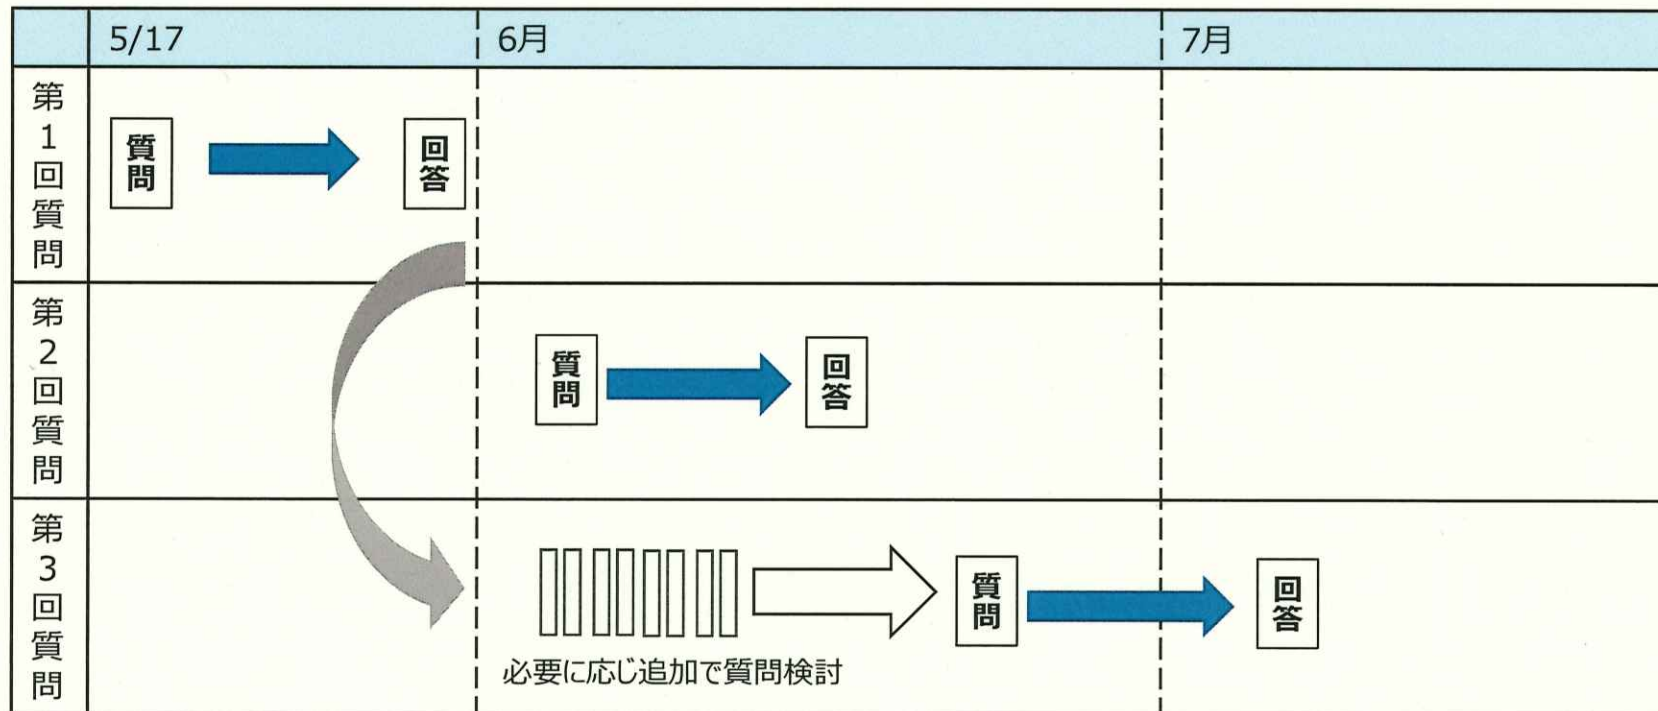 5/17
6月
7月
第1回質問
質問
回答
第2回質問
質問
回答
第3回質問
質問
回答
必要に応じ追加で質問検討